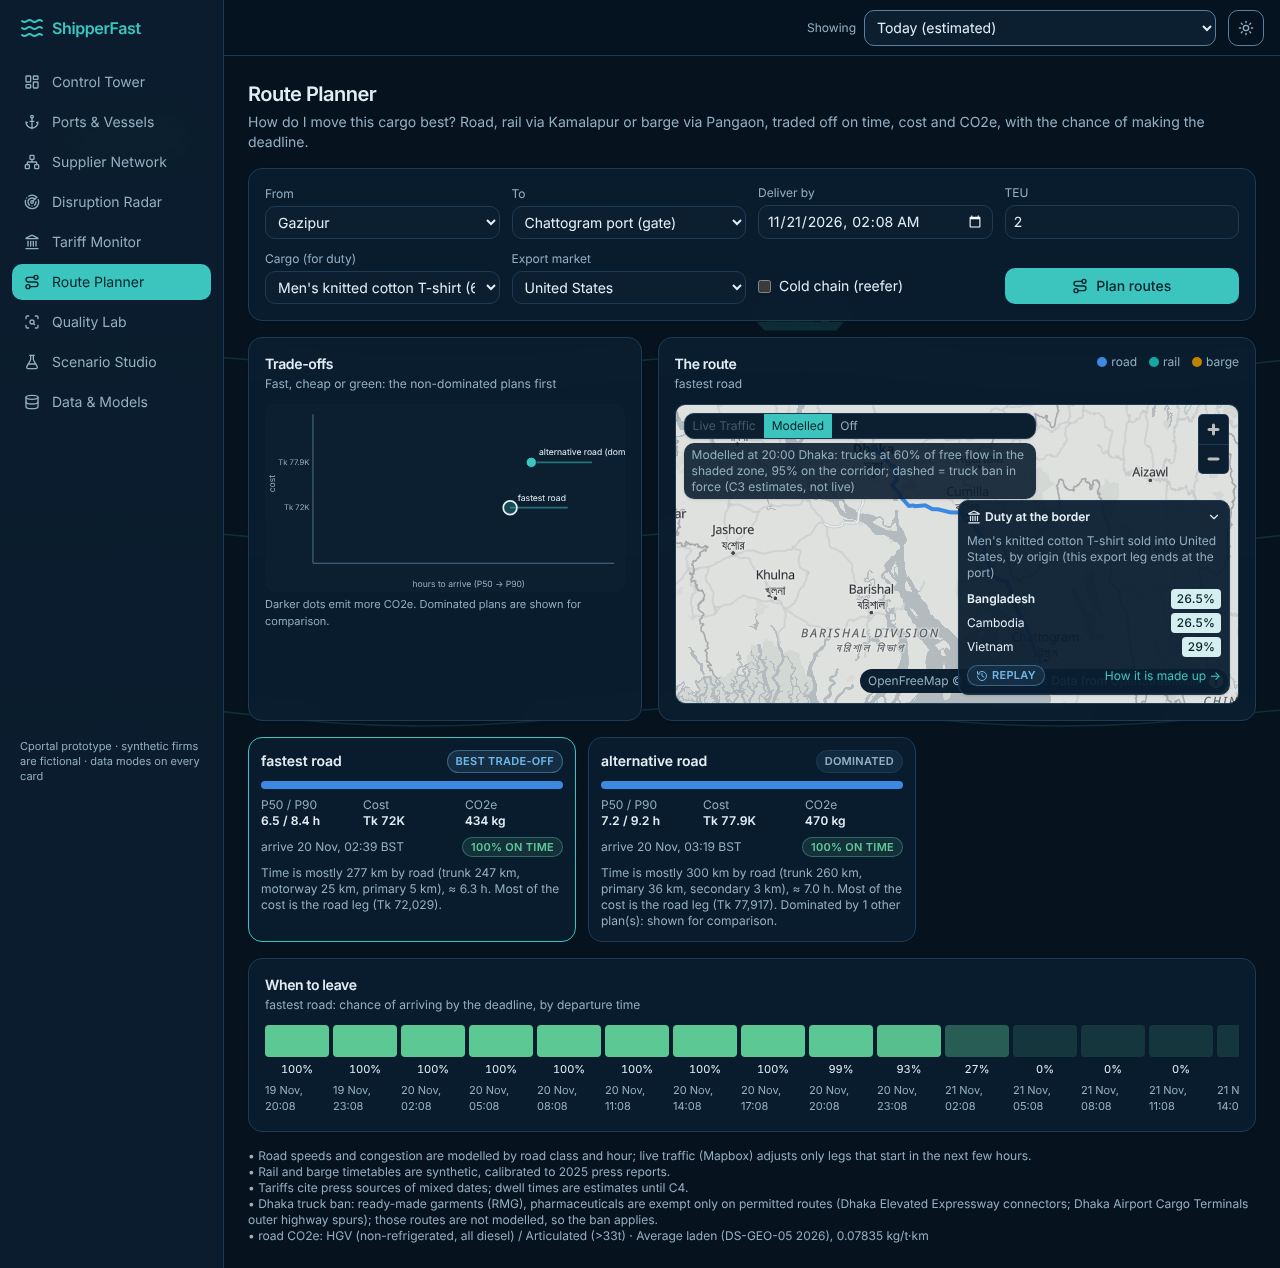 ShipperFast
Showing
Today (estimated)
Control Tower
Ports & Vessels
Supplier Network
Disruption Radar
Tariff Monitor
Route Planner
Quality Lab
Scenario Studio
Data & Models
Cportal prototype · synthetic firms
are fictional · data modes on every
card
Route Planner
How do I move this cargo best? Road, rail via Kamalapur or barge via Pangaon, traded off on time, cost and CO2e, with the chance of making the
deadline.
From
To
Deliver by
TEU
Gazipur
Chattogram port (gate)
11/21/2026, 02:08 AM
2
Cargo (for duty)
Export market
Men's knitted cotton T-shirt (6
United States
Cold chain (reefer)
Plan routes
Trade-offs
Fast, cheap or green: the non-dominated plans first
alternative road (dom
Tk 77.9K
cost
fastest road
Tk 72K
hours to arrive (P50 → P90)
Darker dots emit more CO2e. Dominated plans are shown for
comparison.
The route
fastest road
road
rail
barge
Live Traffic
Modelled
Off
Modelled at 20:00 Dhaka: trucks at 60% of free flow in the
shaded zone, 95% on the corridor; dashed = truck ban in
force (C3 estimates, not live)
Dhaka
Cumilla
Aizawl
ar
Jashore
যশোর
Khulna
খুলনা
Barishal
বরিশাল
BARISHAL DIVISION
বরিশাল বিভাগ
Chattogram
OpenFreeMap ©
Data from
CHIN
Duty at the border
Men's knitted cotton T-shirt sold into United
States, by origin (this export leg ends at the
port)
Bangladesh 26.5%
Cambodia 26.5%
Vietnam 29%
REPLAY
How it is made up →
fastest road
BEST TRADE-OFF
P50 / P90 Cost CO2e
6.5 / 8.4 h Tk 72K 434 kg
arrive 20 Nov, 02:39 BST
100% ON TIME
Time is mostly 277 km by road (trunk 247 km,
motorway 25 km, primary 5 km), ≈ 6.3 h. Most of the
cost is the road leg (Tk 72,029).
alternative road
DOMINATED
P50 / P90 Cost CO2e
7.2 / 9.2 h Tk 77.9K 470 kg
arrive 20 Nov, 03:19 BST
100% ON TIME
Time is mostly 300 km by road (trunk 260 km,
primary 36 km, secondary 3 km), ≈ 7.0 h. Most of the
cost is the road leg (Tk 77,917). Dominated by 1 other
plan(s): shown for comparison.
When to leave
fastest road: chance of arriving by the deadline, by departure time
100% 100% 100% 100% 100% 100% 100% 100% 99% 93% 27% 0% 0% 0%
19 Nov, 19 Nov, 20 Nov, 20 Nov, 20 Nov, 20 Nov, 20 Nov, 20 Nov, 20 Nov, 20 Nov, 21 Nov, 21 Nov, 21 Nov, 21 Nov, 21 N
20:08 23:08 02:08 05:08 08:08 11:08 14:08 17:08 20:08 23:08 02:08 05:08 08:08 11:08 14:0
• Road speeds and congestion are modelled by road class and hour; live traffic (Mapbox) adjusts only legs that start in the next few hours.
• Rail and barge timetables are synthetic, calibrated to 2025 press reports.
• Tariffs cite press sources of mixed dates; dwell times are estimates until C4.
• Dhaka truck ban: ready-made garments (RMG), pharmaceuticals are exempt only on permitted routes (Dhaka Elevated Expressway connectors; Dhaka Airport Cargo Terminals
outer highway spurs); those routes are not modelled, so the ban applies.
• road CO2e: HGV (non-refrigerated, all diesel) / Articulated (>33t) · Average laden (DS-GEO-05 2026), 0.07835 kg/t·km